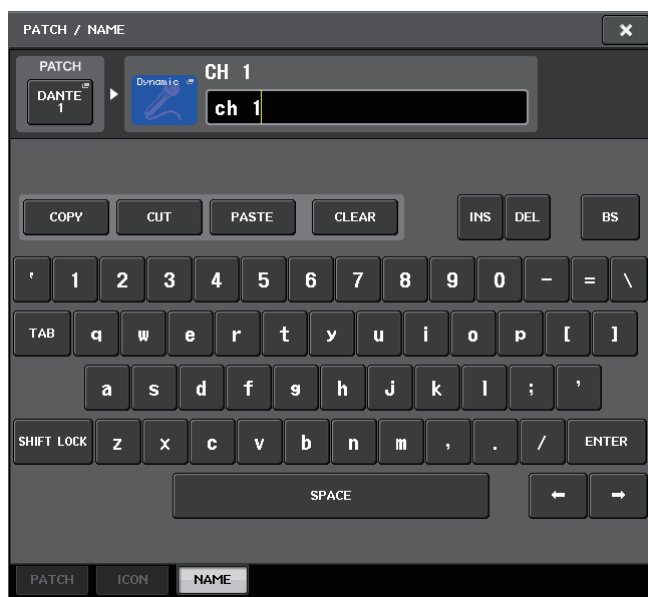 PATCH / NAME
PATCH
DANTE 1
Dynamic
CH 1
ch 1
COPY CUT PASTE CLEAR INS DEL BS
' 1 2 3 4 5 6 7 8 9 0 - = \
TAB q w e r t y u i o p [ ]
a s d f g h j k l ; '
SHIFT LOCK z x c v b n m , . / ENTER
SPACE ← →
PATCH ICON NAME